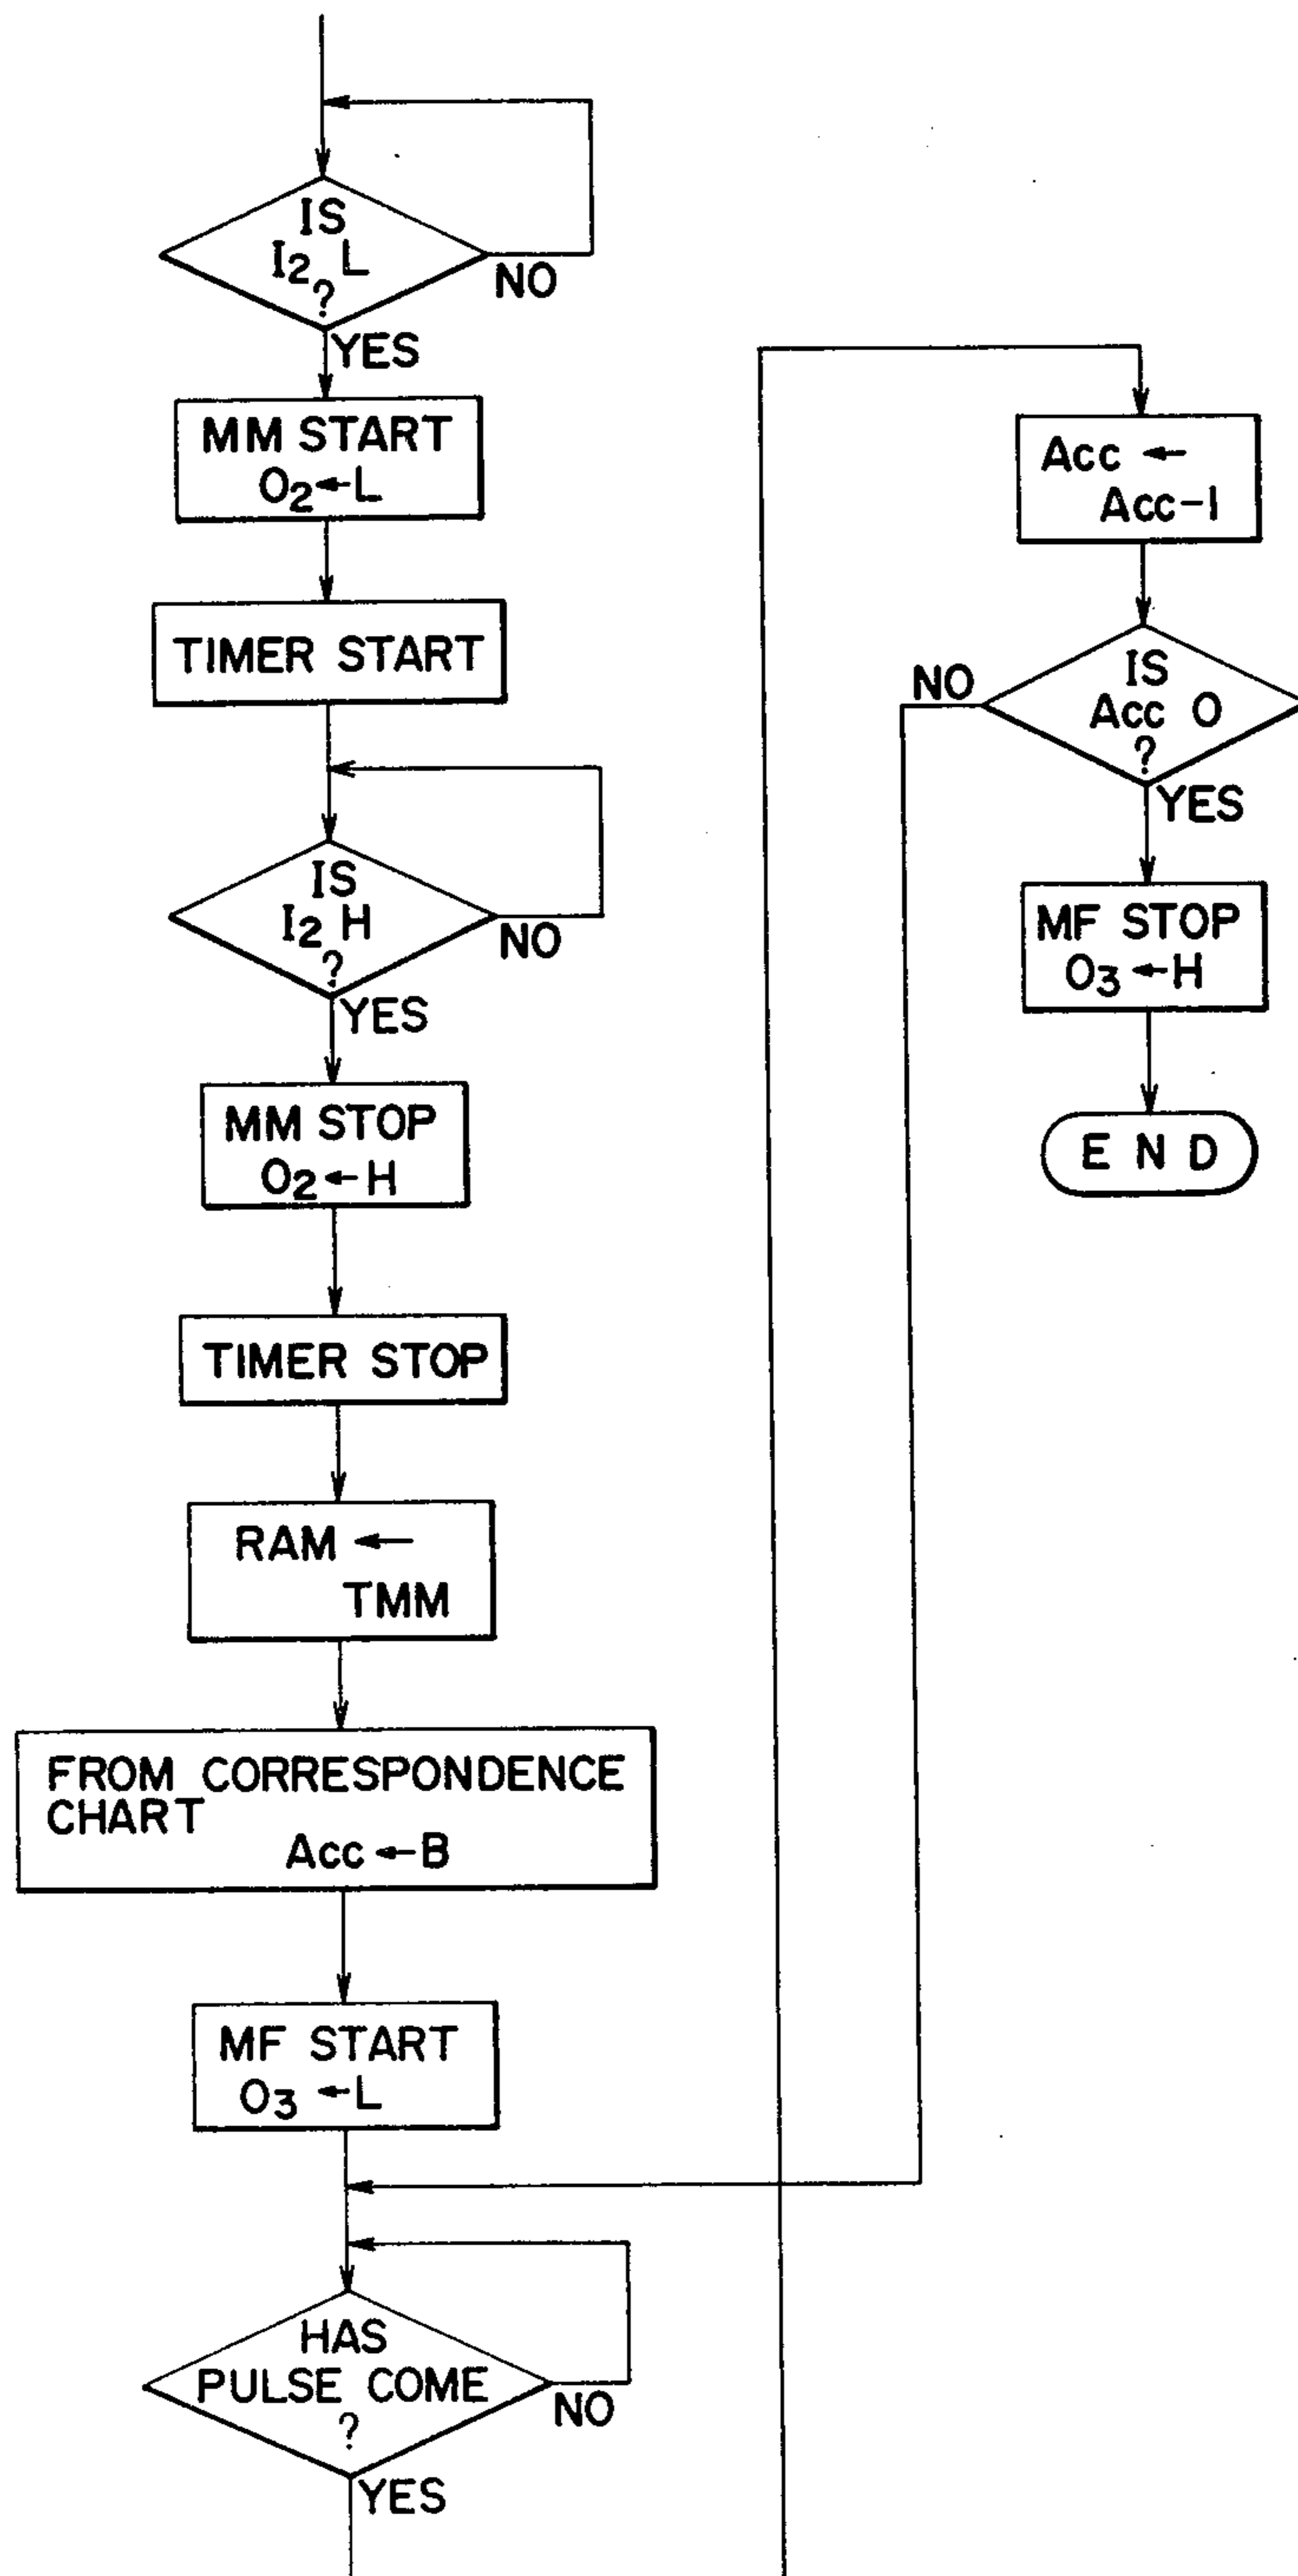 IS
I2 L
?
NO
YES
MM START
O2←L
TIMER START
IS
I2 H
?
NO
YES
MM STOP
O2←H
TIMER STOP
RAM ←
TMM
FROM CORRESPONDENCE
CHART
Acc←B
MF START
O3 ←L
HAS
PULSE COME
?
NO
YES
Acc ←
Acc-1
IS
Acc O
?
NO
YES
MF STOP
O3 ←H
END